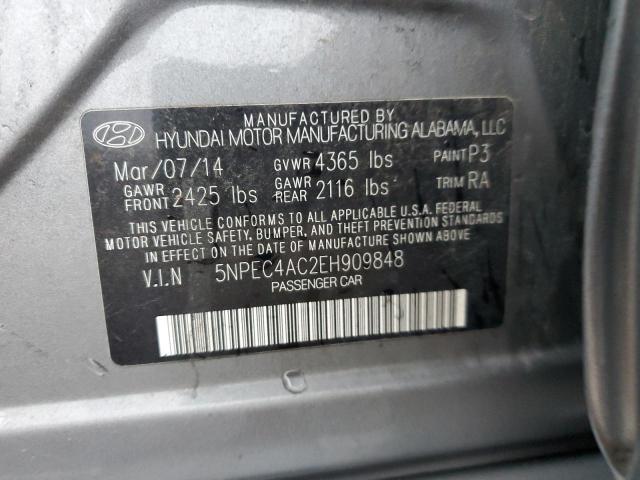 MANUFACTURED BY
HYUNDAI MOTOR MANUFACTURING ALABAMA, LLC
Mar/07/14 GVWR 4365 lbs PAINT P3
GAWR FRONT 2425 lbs GAWR REAR 2116 lbs TRIM RA
THIS VEHICLE CONFORMS TO ALL APPLICABLE U.S.A. FEDERAL
MOTOR VEHICLE SAFETY, BUMPER, AND THEFT PREVENTION STANDARDS
IN EFFECT ON THE DATE OF MANUFACTURE SHOWN ABOVE
V.I.N 5NPEC4AC2EH909848
PASSENGER CAR